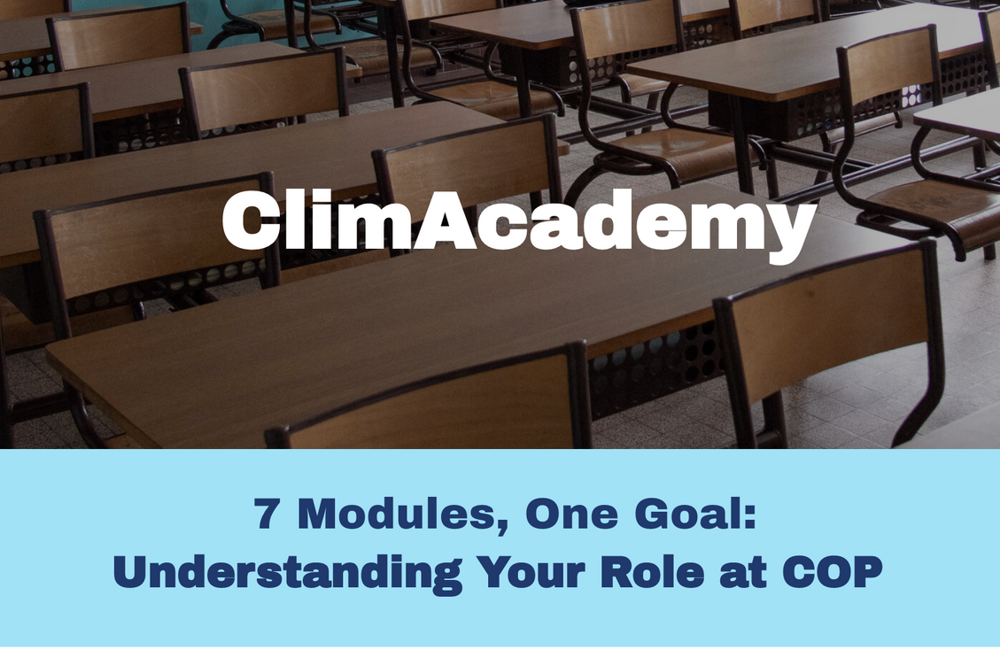 ClimAcademy
7 Modules, One Goal:
Understanding Your Role at COP